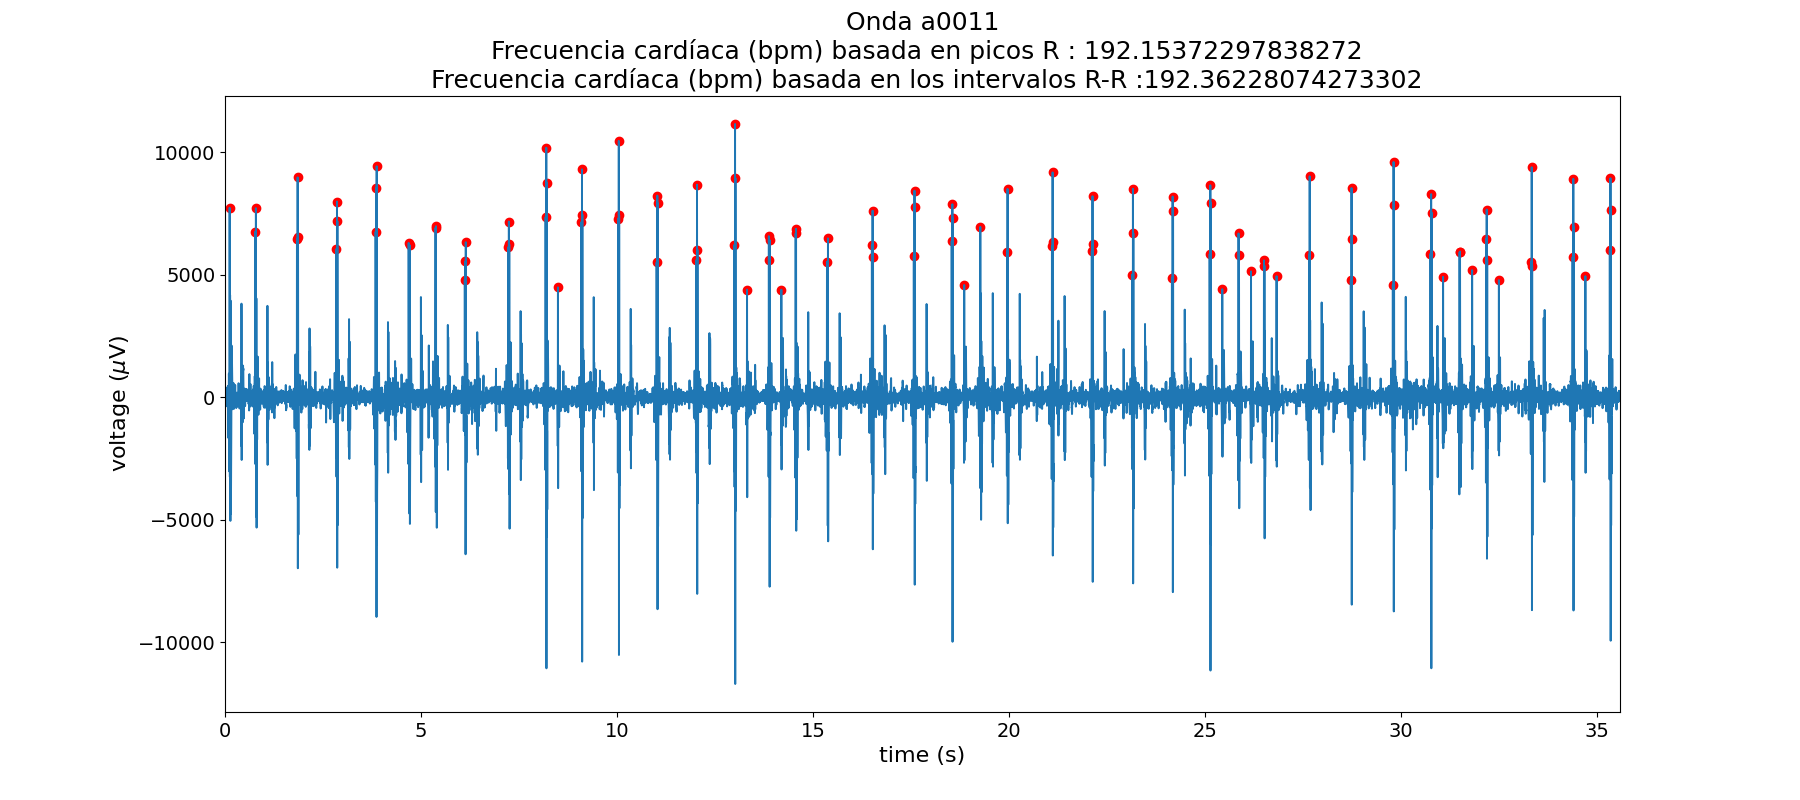 Onda a0011
Frecuencia cardíaca (bpm) basada en picos R : 192.15372297838272
Frecuencia cardíaca (bpm) basada en los intervalos R-R :192.36228074273302
10000
5000
0
−5000
−10000
voltage (μV)
0 5 10 15 20 25 30 35
time (s)